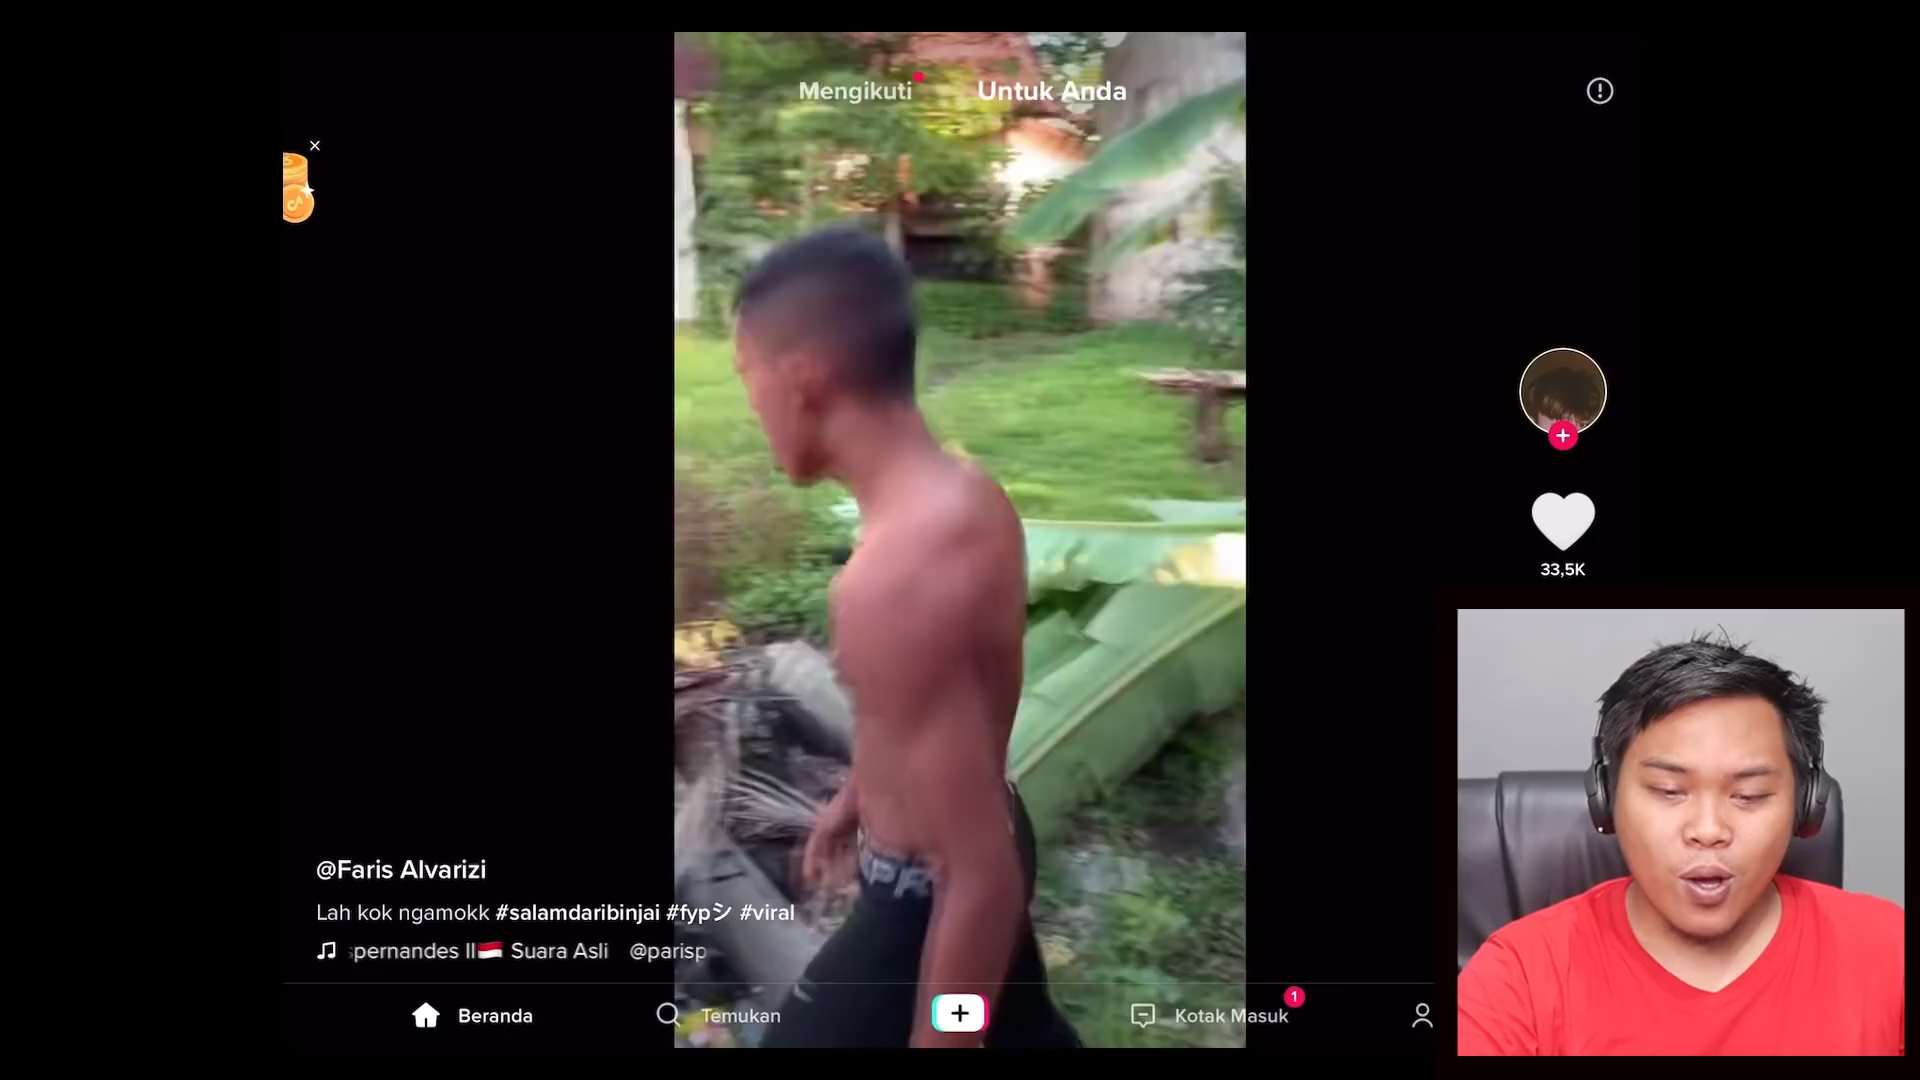 Mengikuti
Untuk Anda
33,5K
@Faris Alvarizi
Lah kok ngamokk #salamdaribinjai #fypシ #viral
pernandes II🇮🇩 Suara Asli @parisp
Beranda
Temukan
Kotak Masuk
1